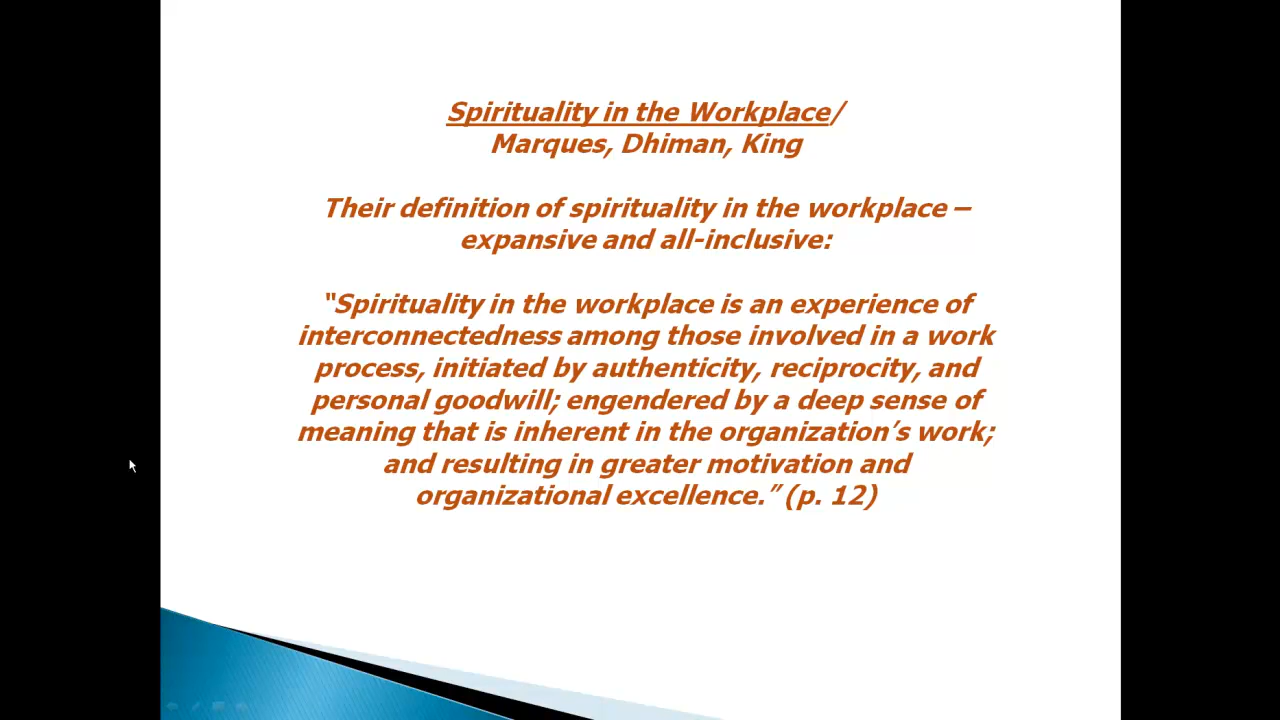 Spirituality in the Workplace/
Marques, Dhiman, King
Their definition of spirituality in the workplace –
expansive and all-inclusive:
"Spirituality in the workplace is an experience of
interconnectedness among those involved in a work
process, initiated by authenticity, reciprocity, and
personal goodwill; engendered by a deep sense of
meaning that is inherent in the organization’s work;
and resulting in greater motivation and
organizational excellence.” (p. 12)